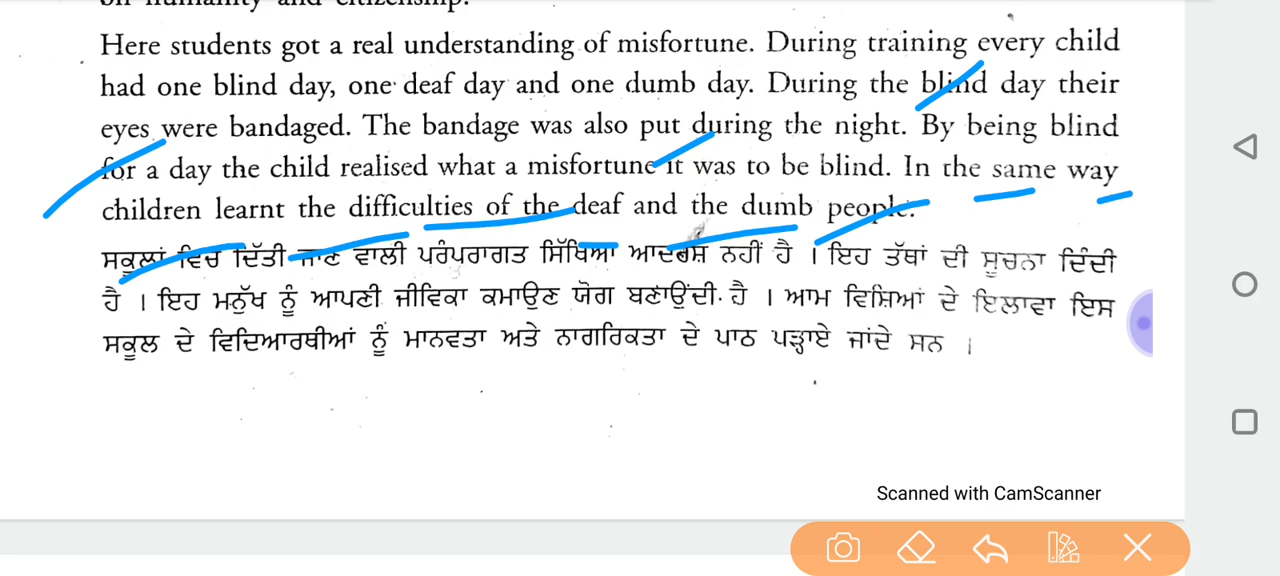 on humanity and citizenship.
Here students got a real understanding of misfortune. During training every child
had one blind day, one deaf day and one dumb day. During the blind day their
eyes were bandaged. The bandage was also put during the night. By being blind
for a day the child realised what a misfortune it was to be blind. In the same way
children learnt the difficulties of the deaf and the dumb people.
ਸਕੂਲਾਂ ਵਿਚ ਦਿੱਤੀ ਜਾਣ ਵਾਲੀ ਪਰੰਪਰਾਗਤ ਸਿੱਖਿਆ ਆਦਰਸ਼ ਨਹੀਂ ਹੈ । ਇਹ ਤੱਥਾਂ ਦੀ ਸੂਚਨਾ ਦਿੰਦੀ
ਹੈ । ਇਹ ਮਨੁੱਖ ਨੂੰ ਆਪਣੀ ਜੀਵਿਕਾ ਕਮਾਉਣ ਯੋਗ ਬਣਾਉਂਦੀ ਹੈ । ਆਮ ਵਿਸ਼ਿਆਂ ਦੇ ਇਲਾਵਾ ਇਸ
ਸਕੂਲ ਦੇ ਵਿਦਿਆਰਥੀਆਂ ਨੂੰ ਮਾਨਵਤਾ ਅਤੇ ਨਾਗਰਿਕਤਾ ਦੇ ਪਾਠ ਪੜ੍ਹਾਏ ਜਾਂਦੇ ਸਨ ।
Scanned with CamScanner